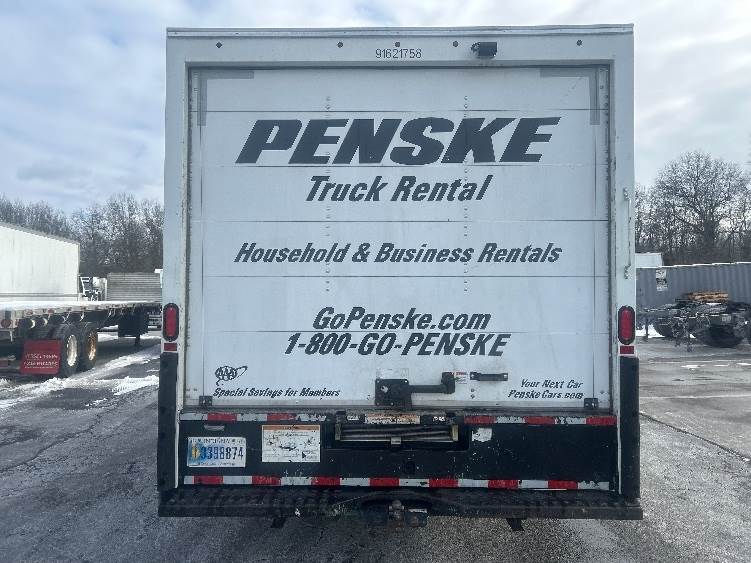 91621758
PENSKE
Truck Rental
Household & Business Rentals
GoPenske.com
1-800-GO-PENSKE
AAA
Special Savings for Members
Your Next Car
PenskeCars.com